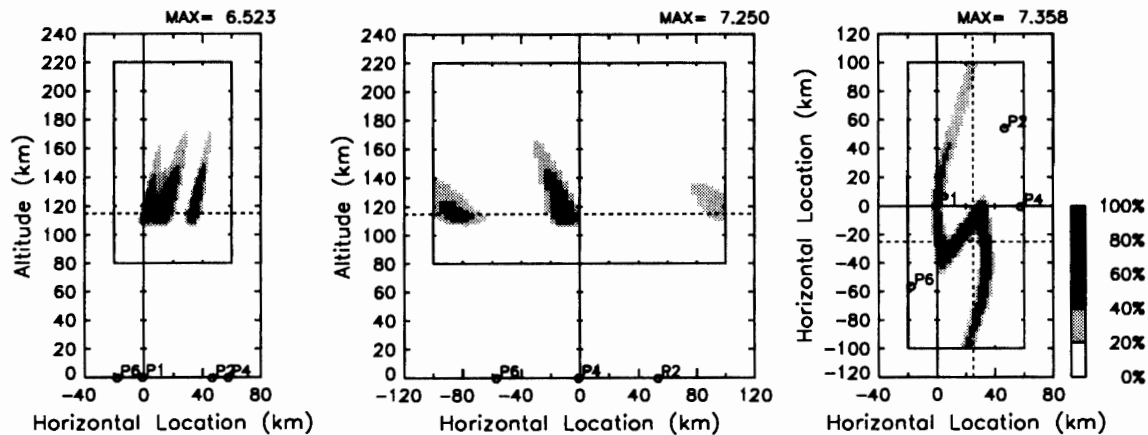 MAX= 6.523
240
220
200
180
160
140
120
100
80
60
40
20
0
Altitude (km)
P6 P1 P2 P4
-40 0 40 80
Horizontal Location (km)
MAX= 7.250
240
220
200
180
160
140
120
100
80
60
40
20
0
Altitude (km)
P6 P4 P2
-120 -80 -40 0 40 80 120
Horizontal Location (km)
MAX= 7.358
120
100
80
60
40
20
0
-20
-40
-60
-80
-100
-120
Horizontal Location (km)
P2
P1
P4
P6
-40 0 40 80
Horizontal Location (km)
100%
80%
60%
40%
20%
0%